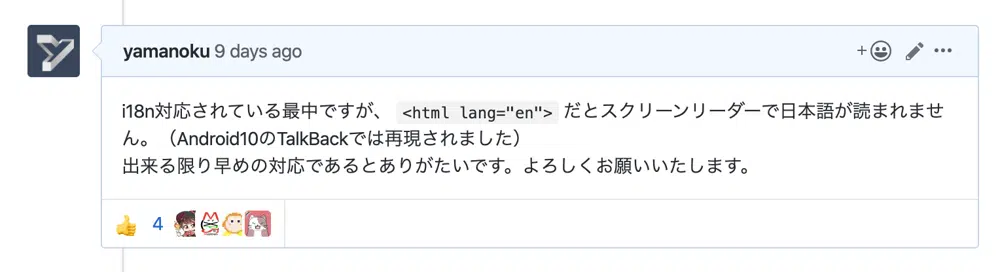 yamanoku 9 days ago
i18n対応されている最中ですが、 <html lang="en"> だとスクリーンリーダーで日本語が読まれませ
ん。（Android10のTalkBackでは再現されました）
出来る限り早めの対応であるとありがたいです。よろしくお願いいたします。
4